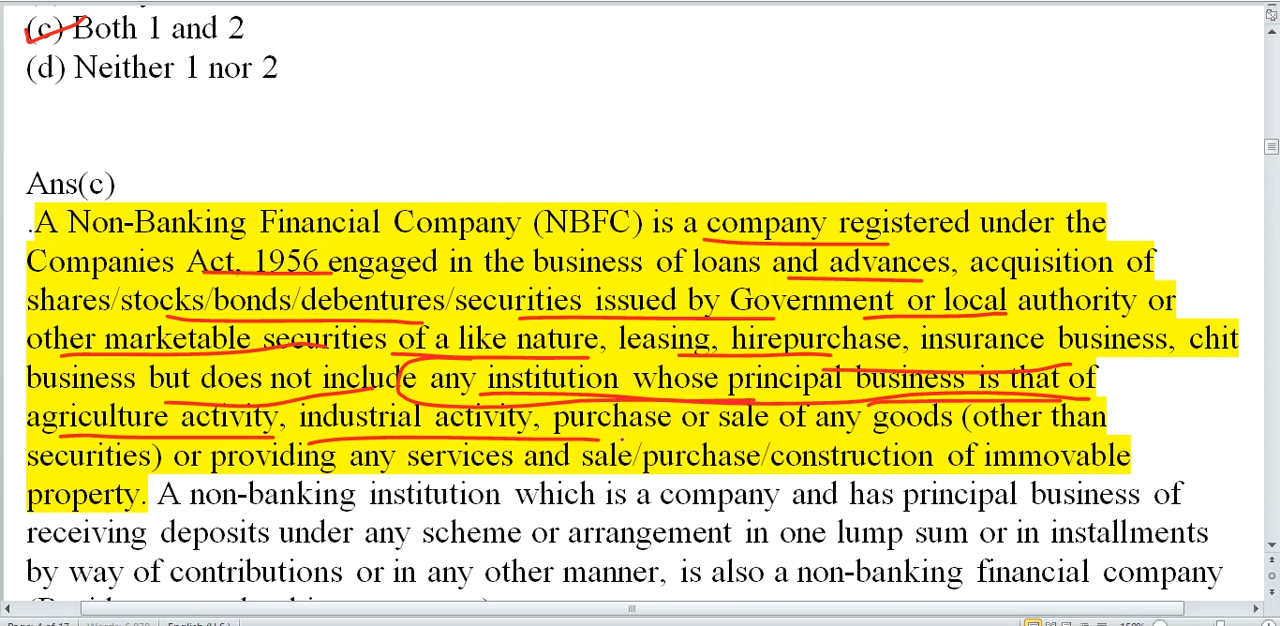 (c) Both 1 and 2
(d) Neither 1 nor 2
Ans(c)
.A Non-Banking Financial Company (NBFC) is a company registered under the
Companies Act, 1956 engaged in the business of loans and advances, acquisition of
shares/stocks/bonds/debentures/securities issued by Government or local authority or
other marketable securities of a like nature, leasing, hirepurchase, insurance business, chit
business but does not include any institution whose principal business is that of
agriculture activity, industrial activity, purchase or sale of any goods (other than
securities) or providing any services and sale/purchase/construction of immovable
property. A non-banking institution which is a company and has principal business of
receiving deposits under any scheme or arrangement in one lump sum or in installments
by way of contributions or in any other manner, is also a non-banking financial company